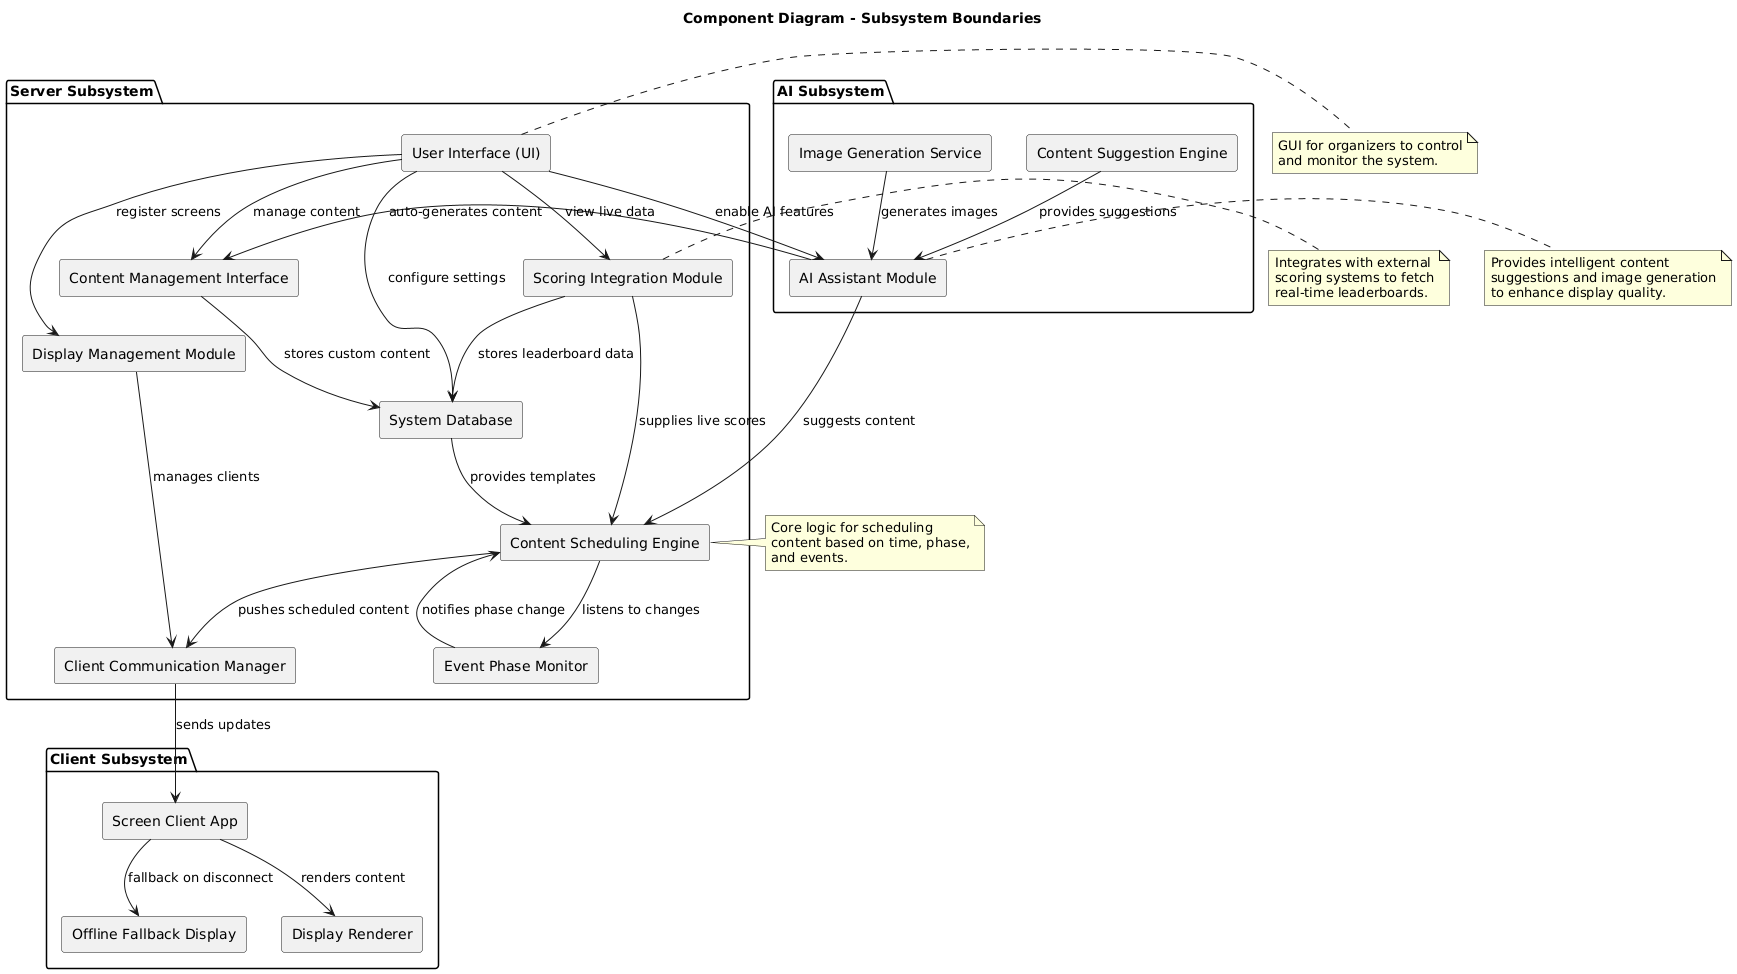 Component Diagram - Subsystem Boundaries
Server Subsystem
AI Subsystem
User Interface (UI)
Image Generation Service
Content Suggestion Engine
GUI for organizers to control
and monitor the system.
register screens
manage content
auto-generates content
view live data
enable AI features
generates images
provides suggestions
Content Management Interface
configure settings
Scoring Integration Module
AI Assistant Module
Integrates with external
scoring systems to fetch
real-time leaderboards.
Provides intelligent content
suggestions and image generation
to enhance display quality.
Display Management Module
stores custom content
stores leaderboard data
System Database
supplies live scores
suggests content
manages clients
provides templates
Content Scheduling Engine
Core logic for scheduling
content based on time, phase,
and events.
pushes scheduled content
notifies phase change
listens to changes
Client Communication Manager
Event Phase Monitor
sends updates
Client Subsystem
Screen Client App
fallback on disconnect
renders content
Offline Fallback Display
Display Renderer